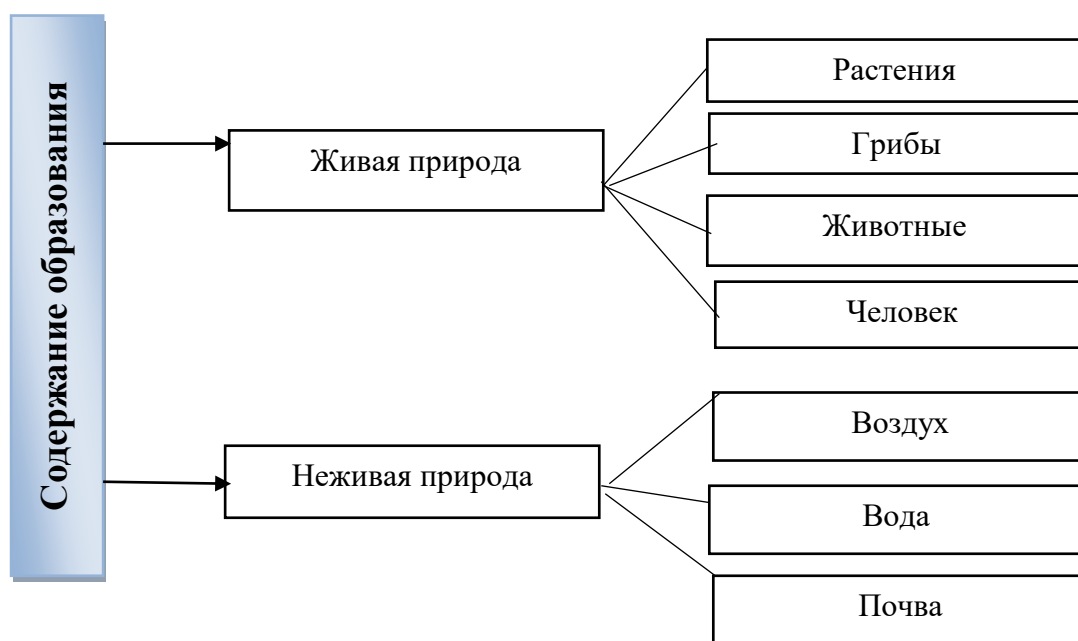 Содержание образования
Живая природа
Растения
Грибы
Животные
Человек
Неживая природа
Воздух
Вода
Почва